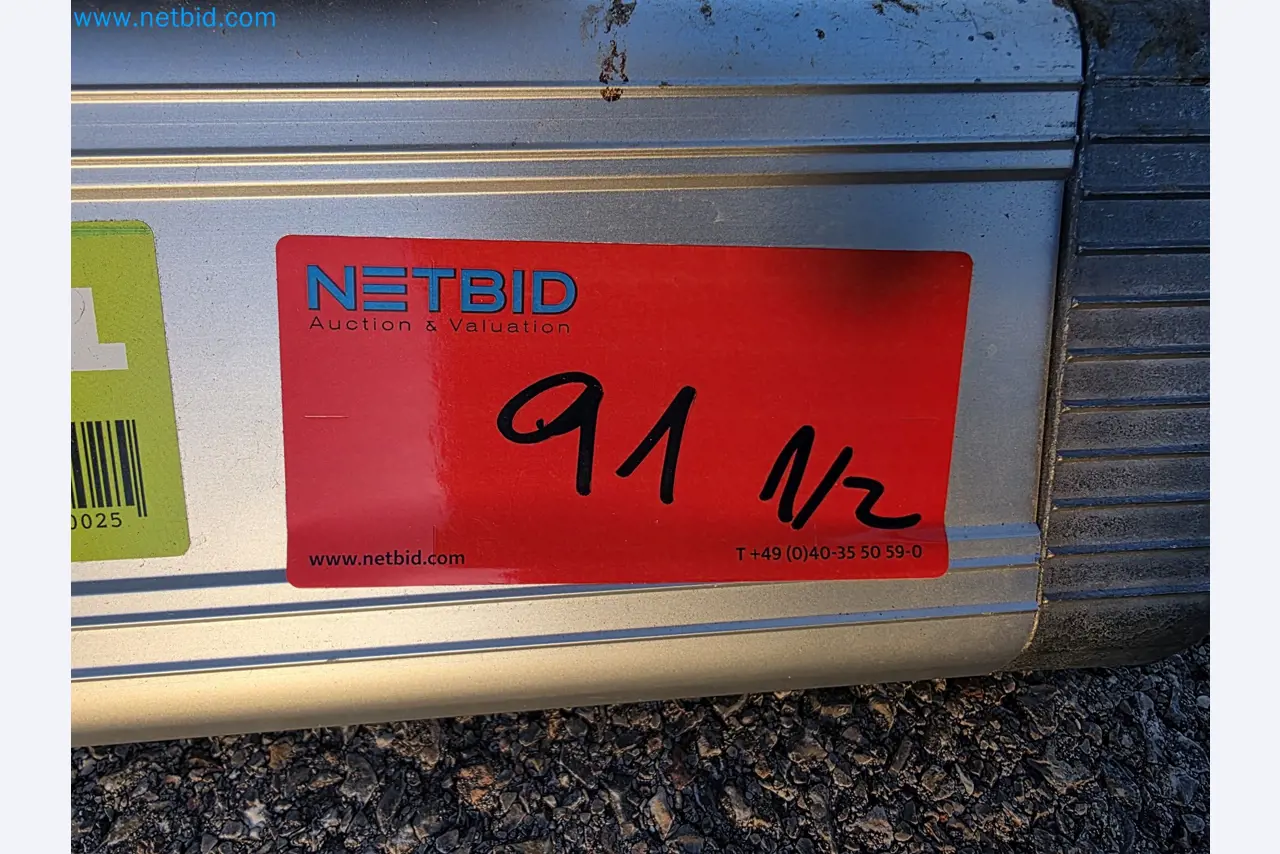 www.netbid.com
NETBID
Auction & Valuation
91 1/2
www.netbid.com
T +49 (0)40-35 50 59-0
0025